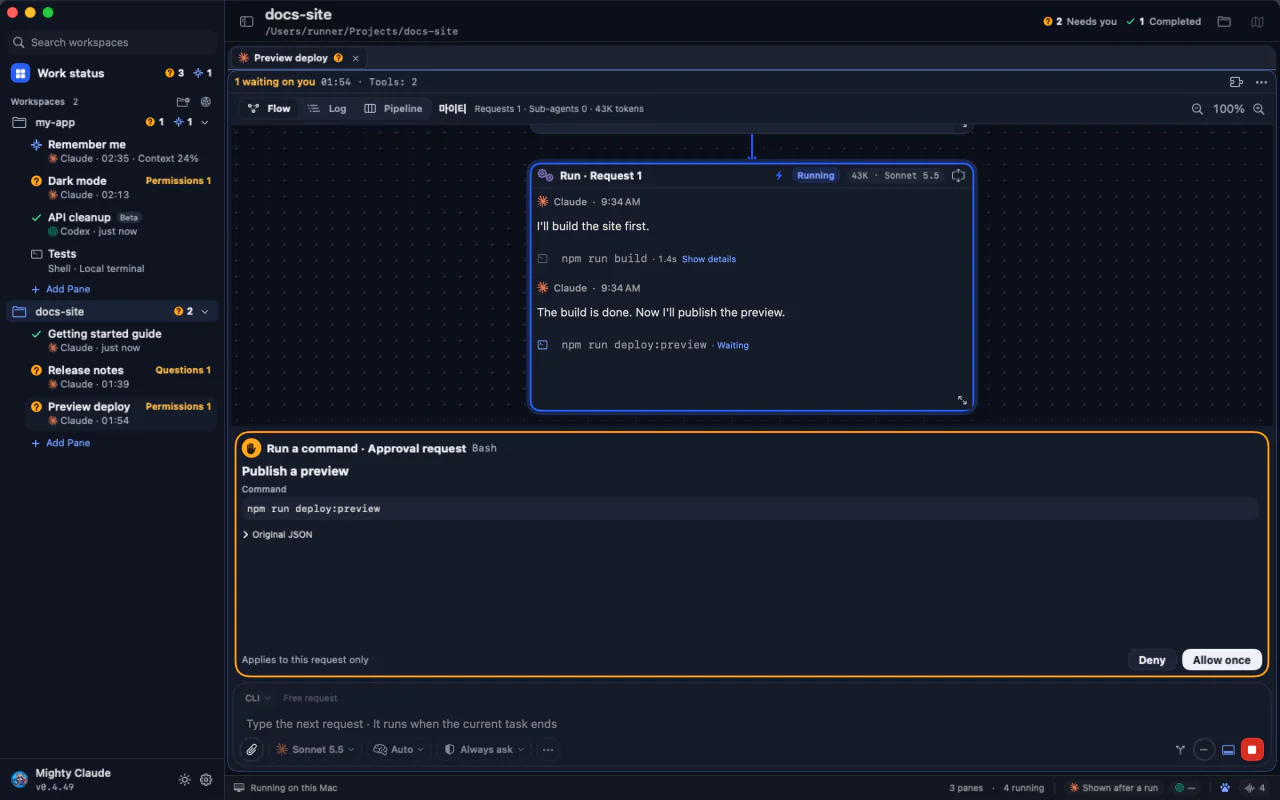 docs-site
/Users/runner/Projects/docs-site
2 Needs you
1 Completed
Search workspaces
Work status
3
1
Workspaces 2
my-app
1
1
Remember me
Claude · 02:35 · Context 24%
Dark mode
Permissions 1
Claude · 02:13
API cleanup
Beta
Codex · just now
Tests
Shell · Local terminal
+ Add Pane
docs-site
2
Getting started guide
Claude · just now
Release notes
Questions 1
Claude · 01:39
Preview deploy
Permissions 1
Claude · 01:54
+ Add Pane
Mighty Claude
v0.4.49
Preview deploy
1 waiting on you 01:54 · Tools: 2
Flow
Log
Pipeline
마이티
Requests 1 · Sub-agents 0 · 43K tokens
100%
Run · Request 1
Running
43K · Sonnet 5.5
Claude · 9:34 AM
I'll build the site first.
npm run build · 1.4s Show details
Claude · 9:34 AM
The build is done. Now I'll publish the preview.
npm run deploy:preview · Waiting
Run a command · Approval request Bash
Publish a preview
Command
npm run deploy:preview
Original JSON
Applies to this request only
Deny
Allow once
CLI
Free request
Type the next request · It runs when the current task ends
Sonnet 5.5
Auto
Always ask
Running on this Mac
3 panes · 4 running
Shown after a run
4